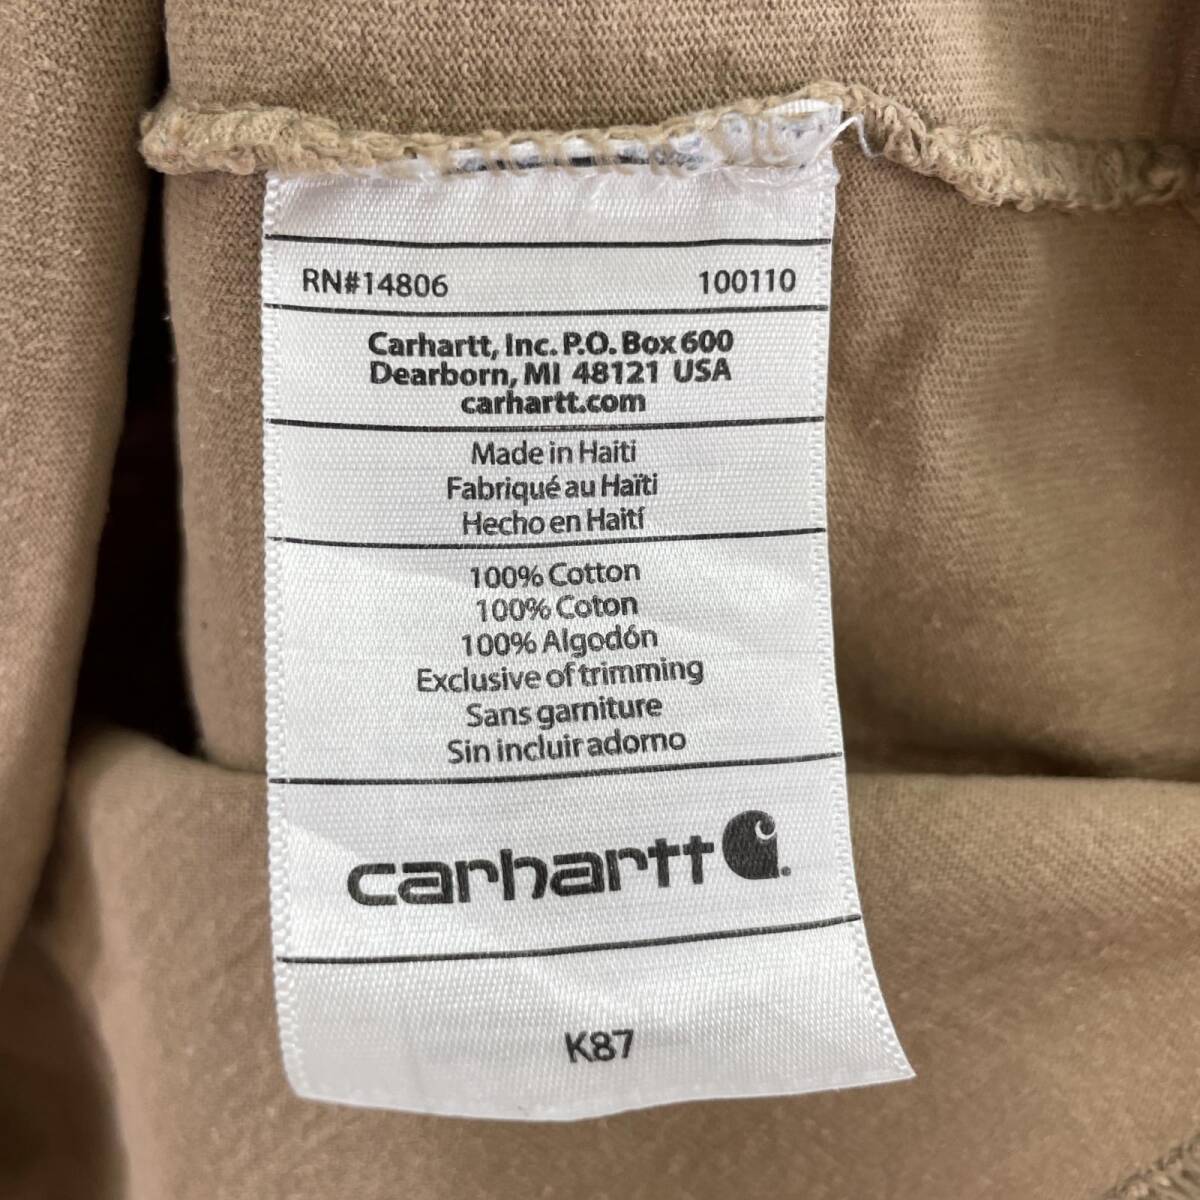 RN#14806 100110
Carhartt, Inc. P.O. Box 600
Dearborn, MI 48121 USA
carhartt.com
Made in Haiti
Fabriqué au Haïti
Hecho en Haití
100% Cotton
100% Coton
100% Algodón
Exclusive of trimming
Sans garniture
Sin incluir adorno
carhartt
K87